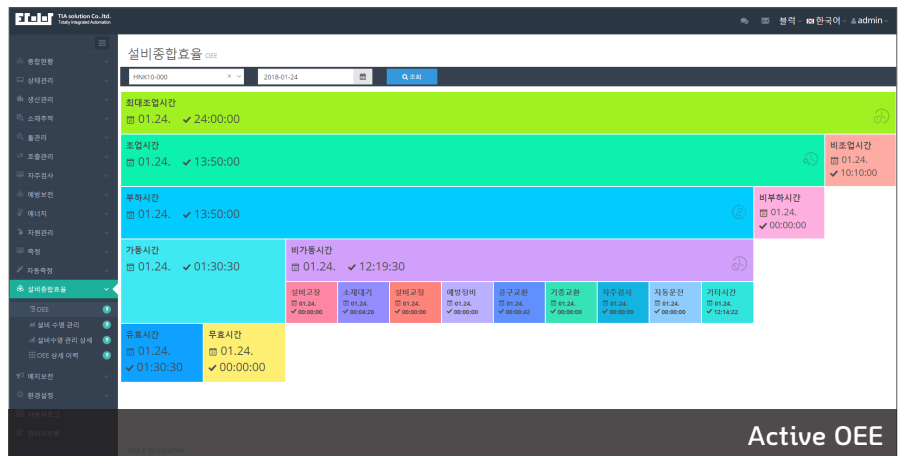 TIA solution Co.,ltd.
Totally Integrated Automation
블럭 한국어 admin
종합현황
상태관리
생산관리
소재추적
툴관리
호출관리
자주검사
예방보전
에너지
자원관리
측정
자동측정
설비종합효율
OEE
설비 수명 관리
설비수명 관리 상세
OEE 상세 이력
예지보전
환경설정
설비종합효율 OEE
HNK10-000 × 2018-01-24 조회
최대조업시간
01.24. 24:00:00
조업시간
01.24. 13:50:00
비조업시간
01.24.
10:10:00
부하시간
01.24. 13:50:00
비부하시간
01.24.
00:00:00
가동시간
01.24. 01:30:30
비가동시간
01.24. 12:19:30
설비고장
01.24.
00:00:00
소재대기
01.24.
00:04:26
설비교정
01.24.
00:00:00
예방정비
01.24.
00:00:00
공구교환
01.24.
00:00:42
기종교환
01.24.
00:00:00
자주검사
01.24.
00:00:00
자동운전
01.24.
00:00:00
기타시간
01.24.
12:14:22
유효시간
01.24.
01:30:30
무효시간
01.24.
00:00:00
Active OEE